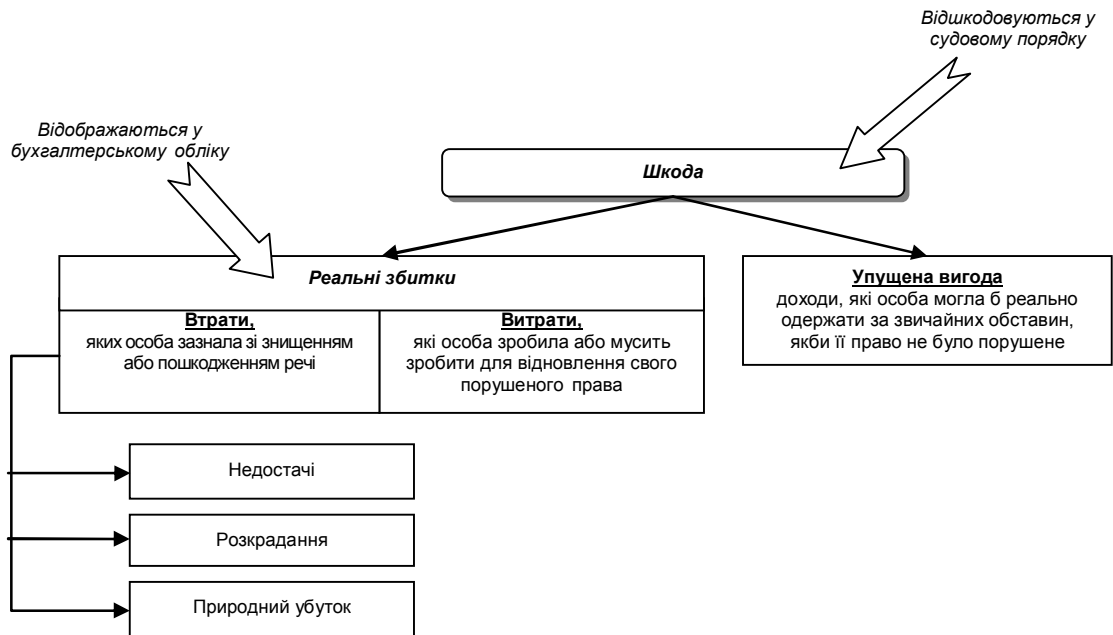 Відшкодовуються у
судовому порядку
Відображаються у
бухгалтерському обліку
Шкода
Реальні збитки
Втрати,
яких особа зазнала зі знищенням
або пошкодженням речі
Витрати,
які особа зробила або мусить
зробити для відновлення свого
порушеного права
Упущена вигода
доходи, які особа могла б реально
одержати за звичайних обставин,
якби її право не було порушене
Недостачі
Розкрадання
Природний убуток